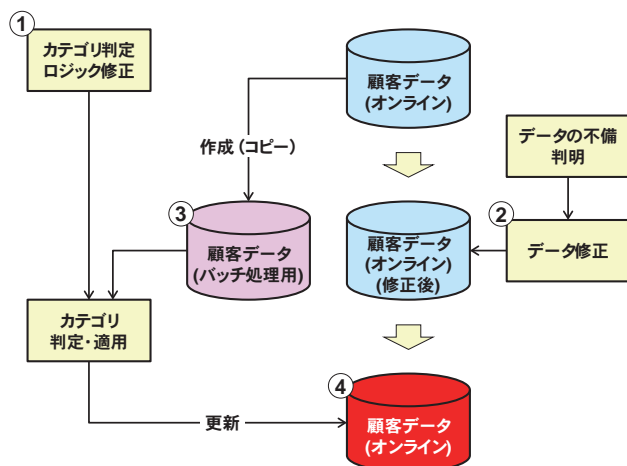 ①
カテゴリ判定
ロジック修正
顧客データ
(オンライン)
作成(コピー)
データの不備
判明
③
顧客データ
(バッチ処理用)
顧客データ
(オンライン)
(修正後)
②
データ修正
カテゴリ
判定・適用
更新
④
顧客データ
(オンライン)